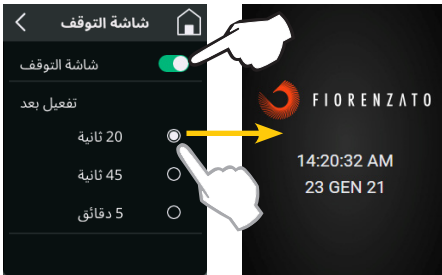 شاشة التوقف
شاشة التوقف
تفعيل بعد
20 ثانية
45 ثانية
5 دقائق
FIORENZATO
14:20:32 AM
23 GEN 21